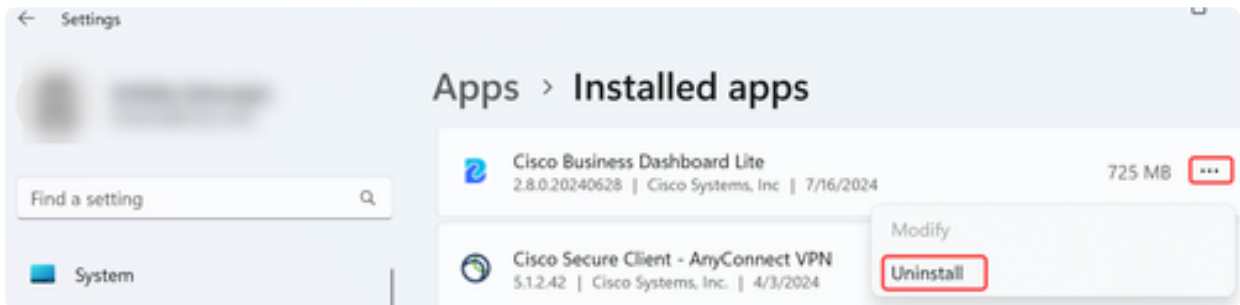 Settings
Apps > Installed apps
Cisco Business Dashboard Lite
2.8.0.20240628 | Cisco Systems, Inc | 7/16/2024
725 MB
Find a setting
Modify
Cisco Secure Client - AnyConnect VPN
5.1.2.42 | Cisco Systems, Inc. | 4/3/2024
Uninstall
System